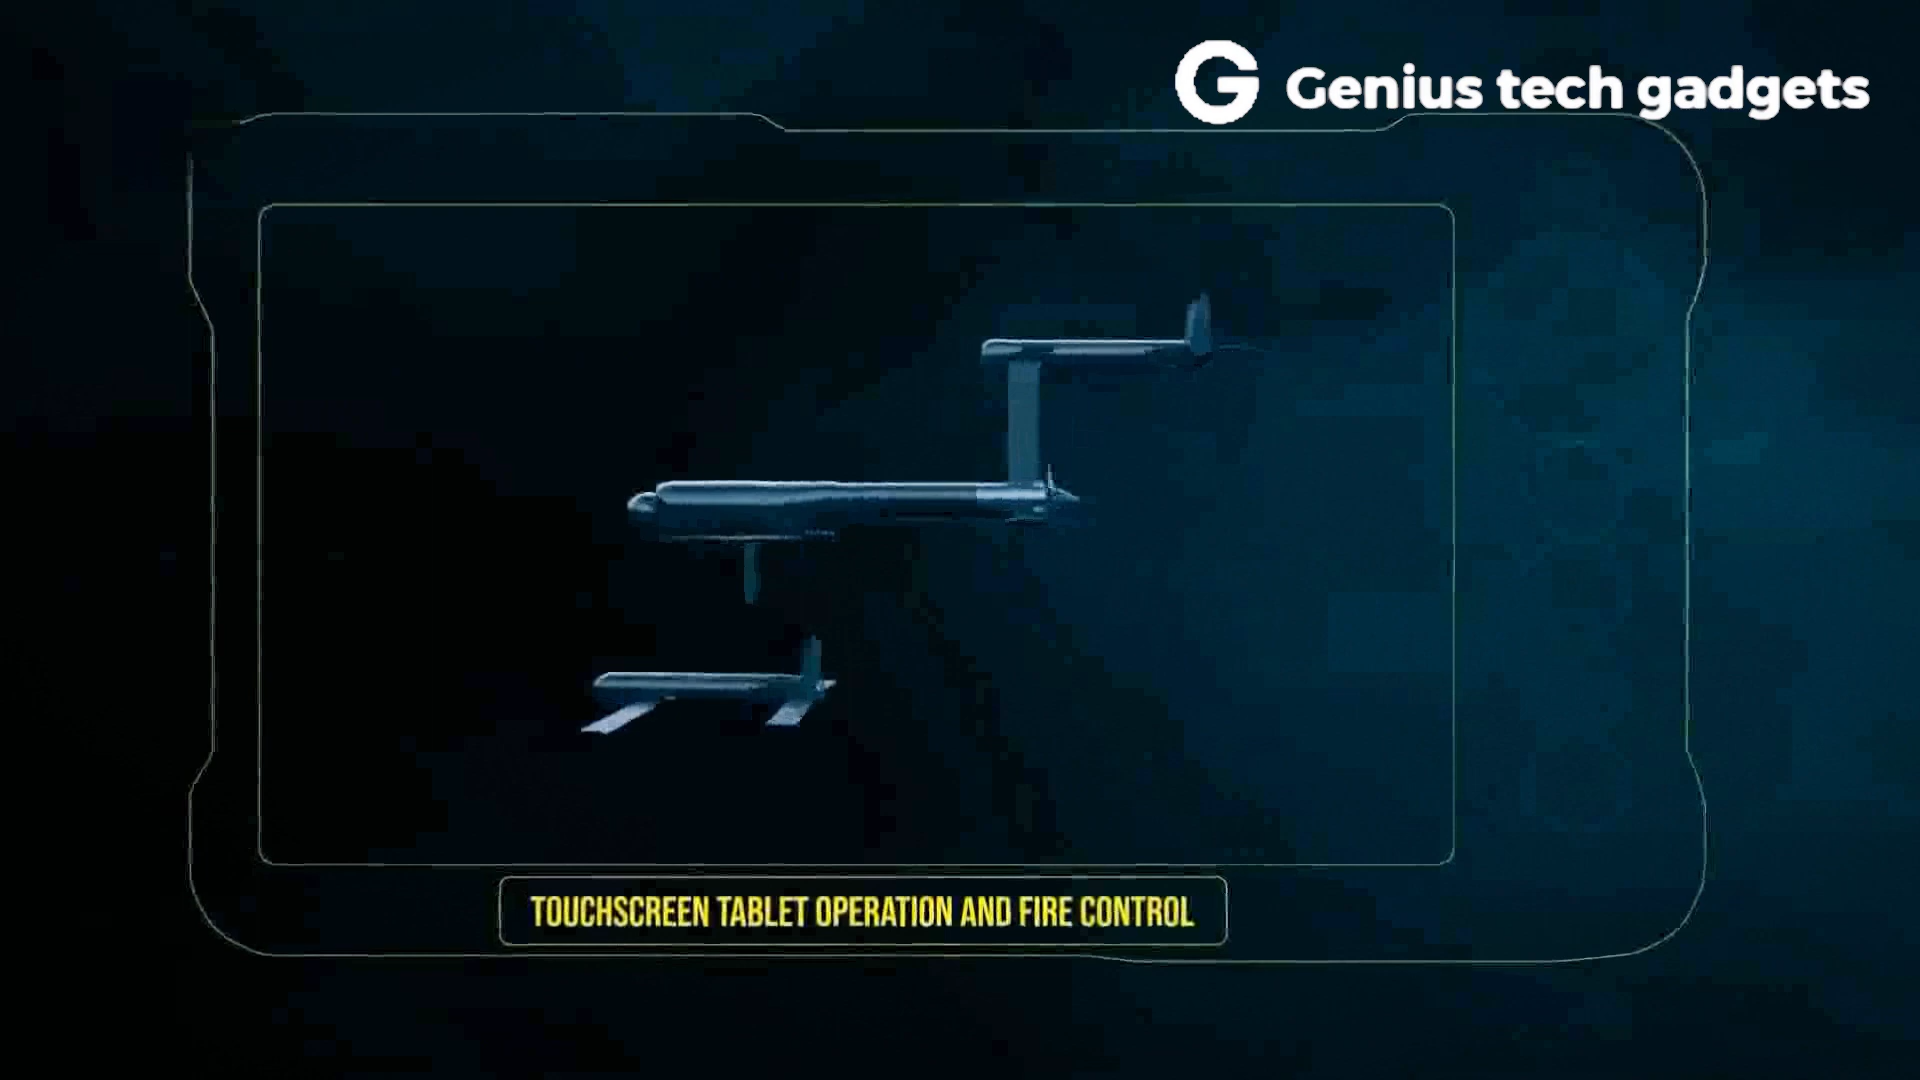 Genius tech gadgets
TOUCHSCREEN TABLET OPERATION AND FIRE CONTROL